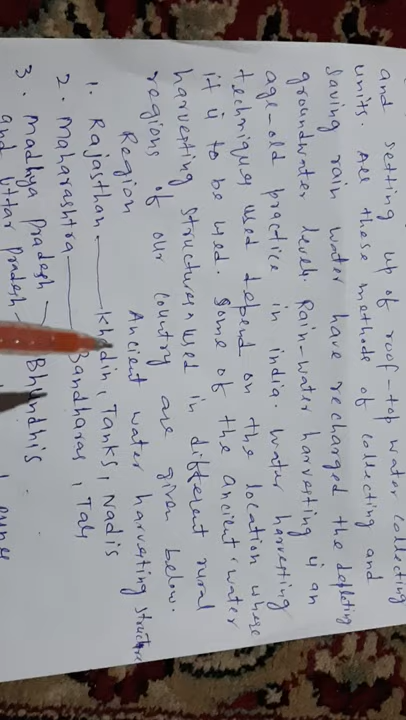 and setting up of roof-top water collecting
units. All these methods of collecting and
saving rain water have recharged the depleting
groundwater levels. Rain-water harvesting is an
age-old practice in india. Water harvesting
techniques used depend on the location where
it is to be used. Some of the ancient water
harvesting structures used in different rural
regions of our country are given below.
Region Ancient water harvesting structure
1. Rajasthan — Khadin, Tanks, Nadis
2. Maharashtra — Bandharas, Tals
3. Madhya Pradesh — Bhundhis.
and Uttar Pradesh